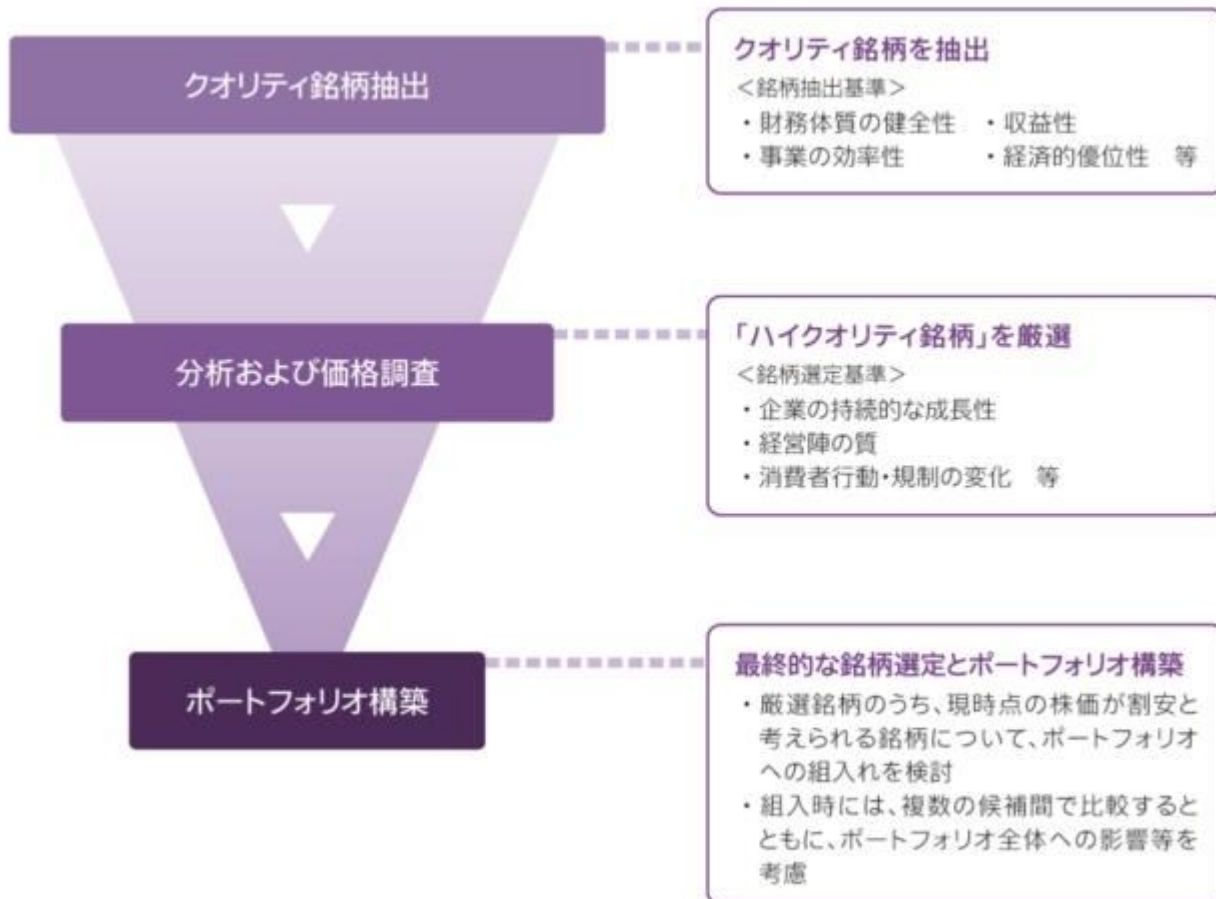 クオリティ銘柄抽出
クオリティ銘柄を抽出
＜銘柄抽出基準＞
・財務体質の健全性　・収益性
・事業の効率性　・経済的優位性　等
分析および価格調査
「ハイクオリティ銘柄」を厳選
＜銘柄選定基準＞
・企業の持続的な成長性
・経営陣の質
・消費者行動・規制の変化　等
ポートフォリオ構築
最終的な銘柄選定とポートフォリオ構築
・厳選銘柄のうち、現時点の株価が割安と
考えられる銘柄について、ポートフォリオ
への組入れを検討
・組入時には、複数の候補間で比較すると
ともに、ポートフォリオ全体への影響等を
考慮